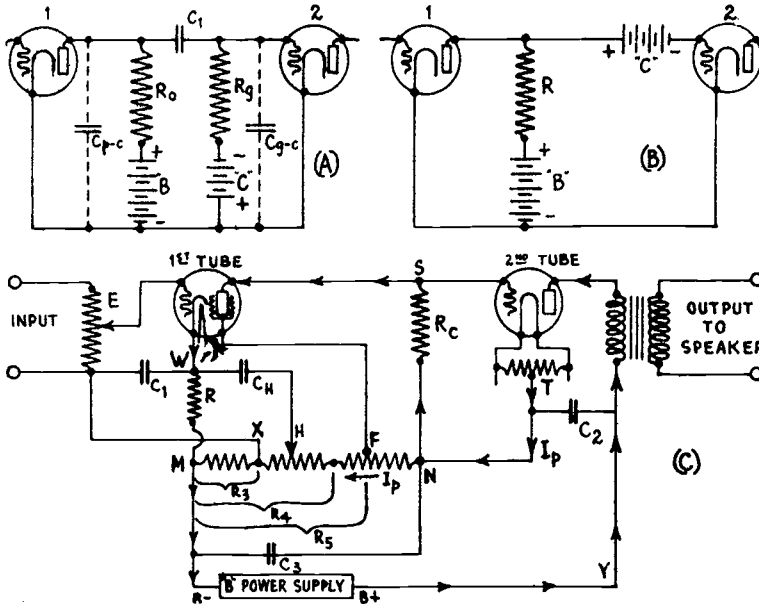 1
C1
2
Ro
Rg
Cp-c
Cg-c
+
-
"B"
-
"C"
+
(A)
1
+
"C"
-
2
R
+
"B"
-
(B)
1ST TUBE
2ND TUBE
S
E
INPUT
RC
OUTPUT
TO
SPEAKER
W
C1
R
CH
T
C2
X
H
F
M
N
IP
IP
R3
R4
R5
(C)
C3
Y
B-
"B" POWER SUPPLY
B+